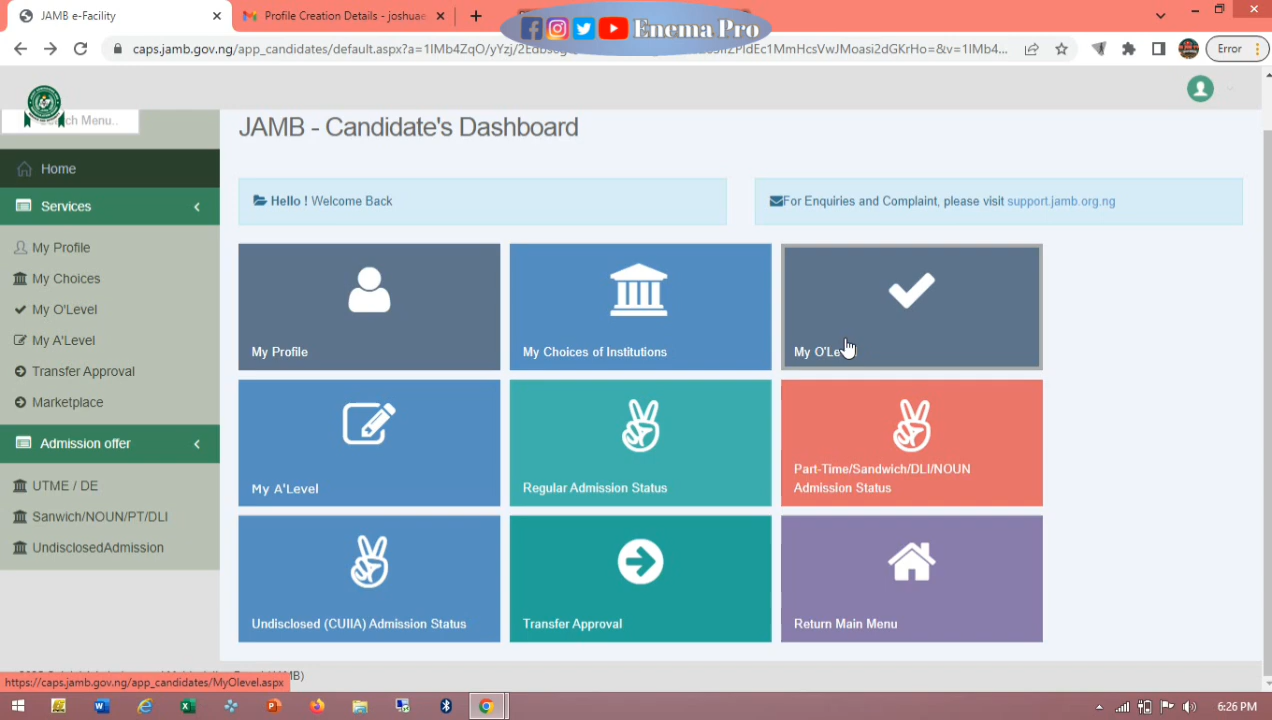 JAMB e-Facility
Profile Creation Details - joshuae
Enema Pro
caps.jamb.gov.ng/app_candidates/default.aspx?a=1IMb4ZqO/yYzj/
Error
ch Menu..
JAMB - Candidate's Dashboard
Home
Hello ! Welcome Back
For Enquiries and Complaint, please visit support.jamb.org.ng
Services
My Profile
My Choices
My O'Level
My A'Level
Transfer Approval
Marketplace
Admission offer
UTME / DE
Sanwich/NOUN/PT/DLI
UndisclosedAdmission
My Profile
My Choices of Institutions
My O'Le
My A'Level
Regular Admission Status
Part-Time/Sandwich/DLI/NOUN
Admission Status
Undisclosed (CUIIA) Admission Status
Transfer Approval
Return Main Menu
https://caps.jamb.gov.ng/app_candidates/MyOlevel.aspx
6:26 PM